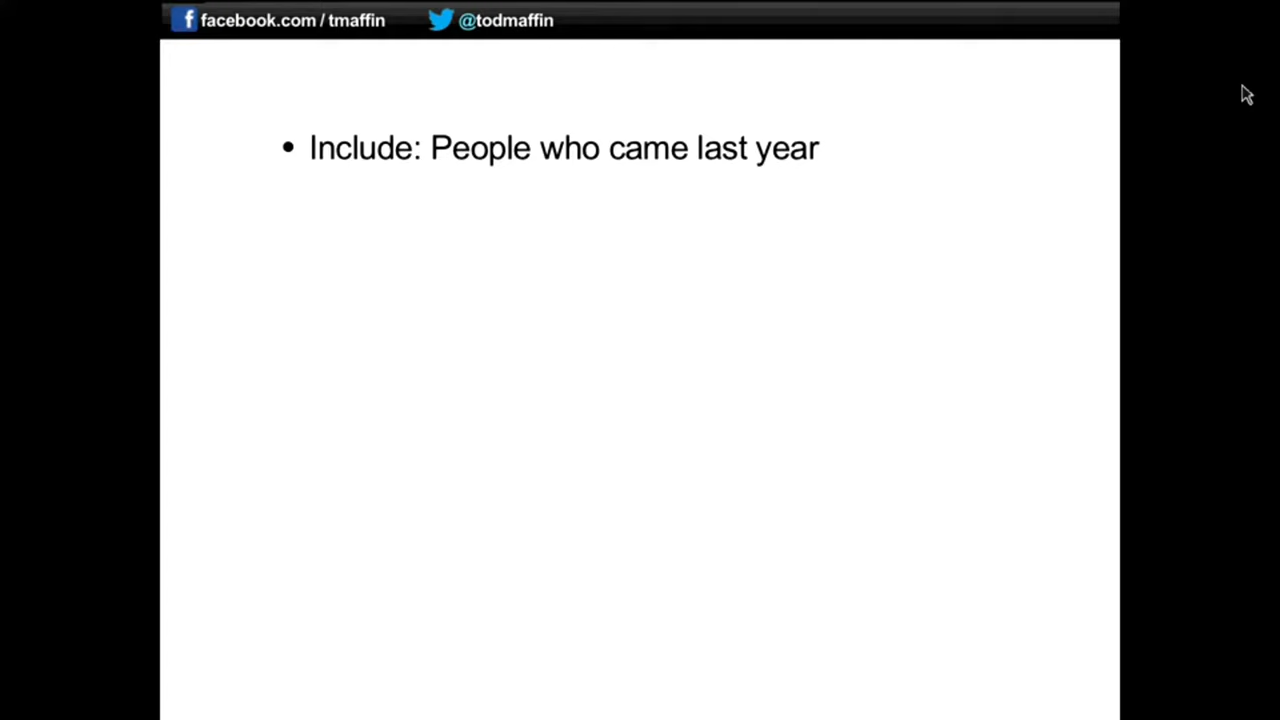 facebook.com / tmaffin @todmaffin
• Include: People who came last year